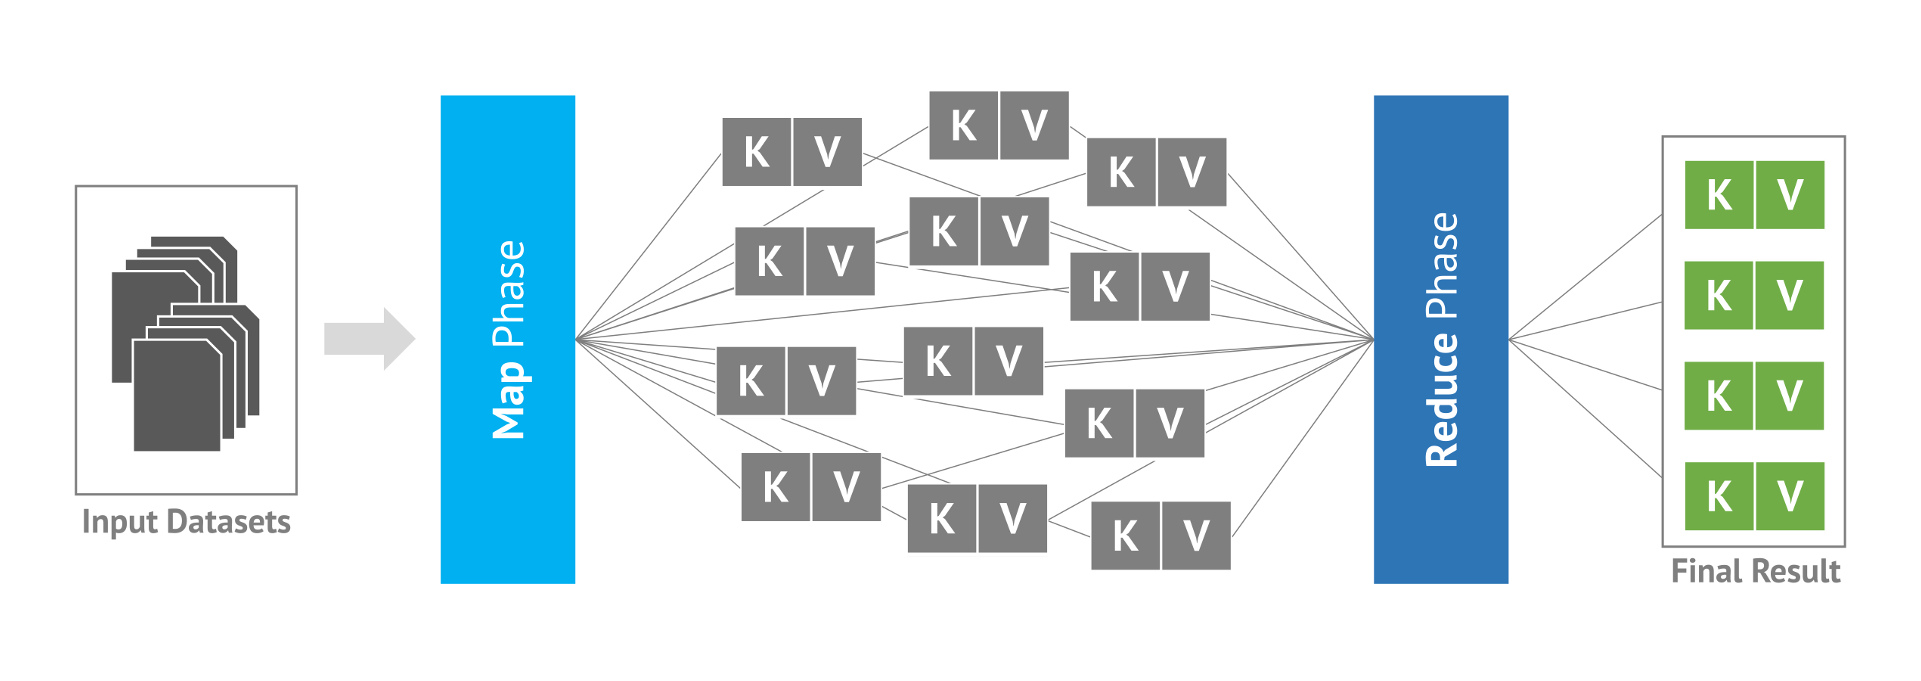 Input Datasets
Map Phase
K V
K V
K V
K V
K V
K V
K V
K V
K V
K V
K V
K V
Reduce Phase
K V
K V
K V
K V
Final Result